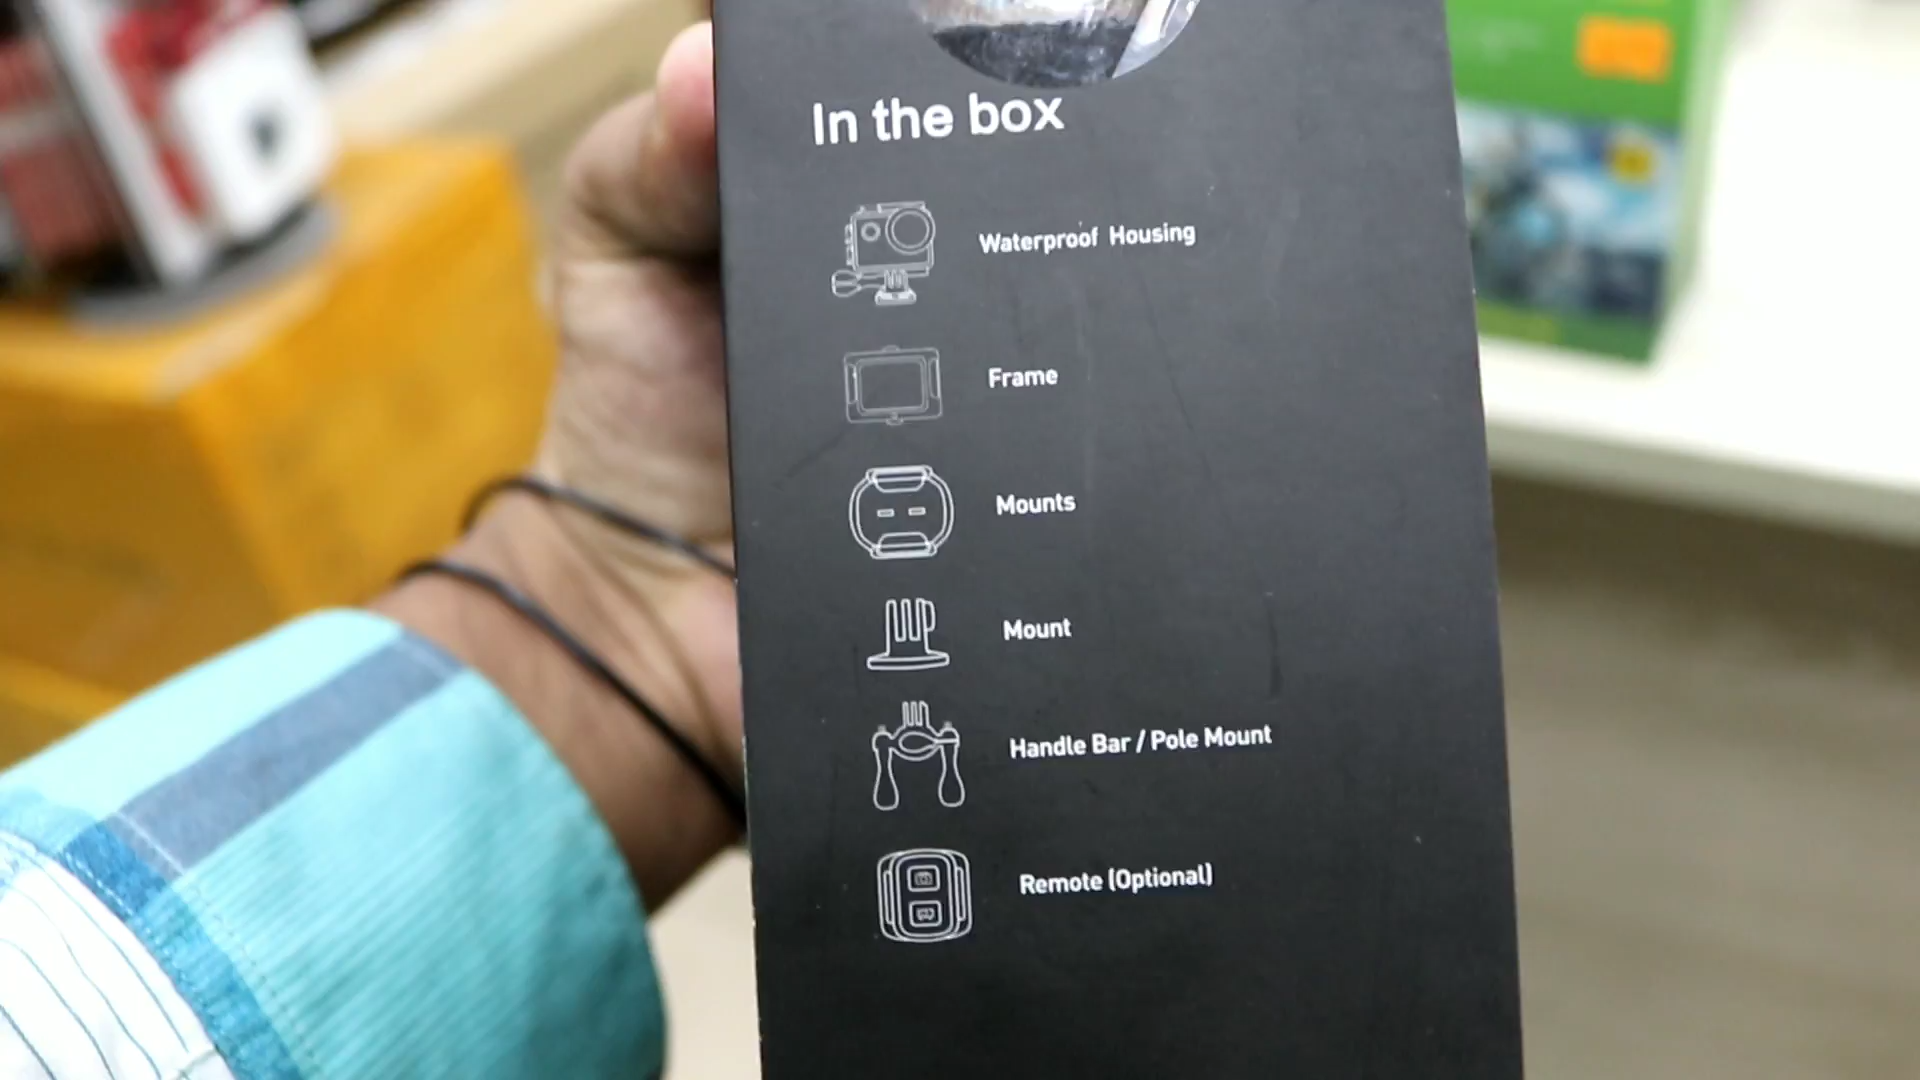 In the box
Waterproof Housing
Frame
Mounts
Mount
Handle Bar / Pole Mount
Remote (Optional)